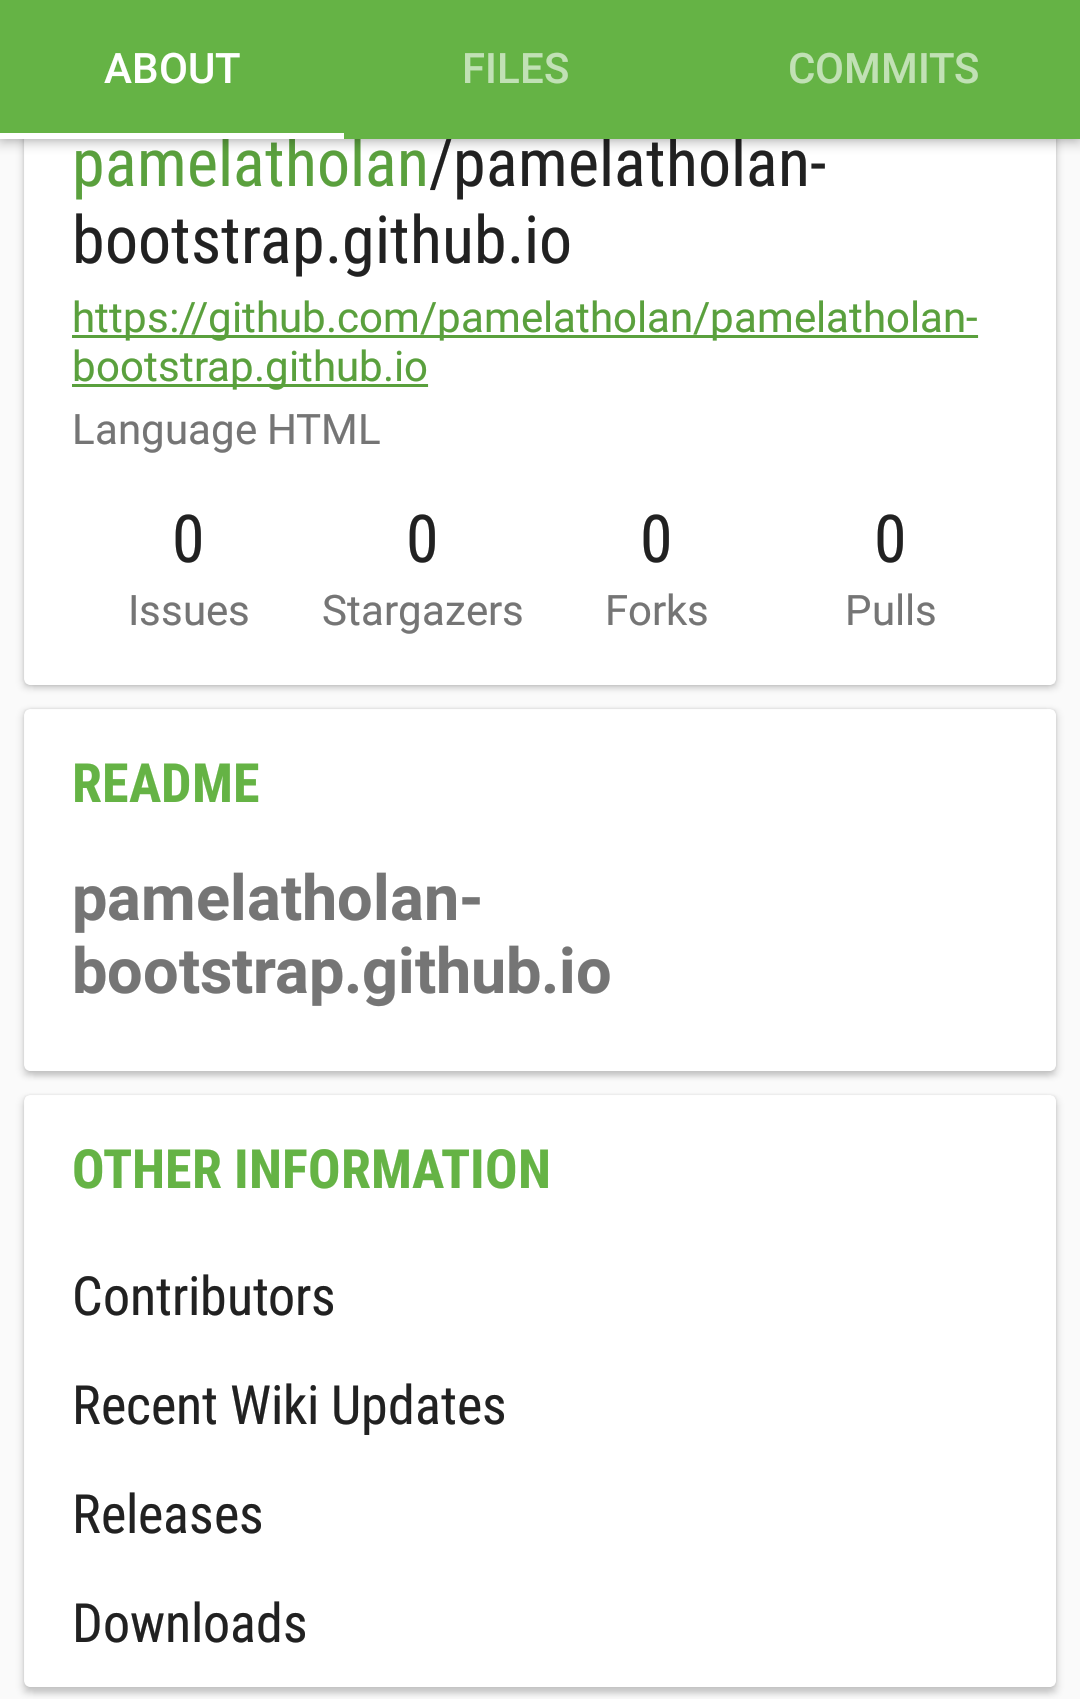 ABOUT FILES COMMITS
pamelatholan/pamelatholan-
bootstrap.github.io
https://github.com/pamelatholan/pamelatholan-
bootstrap.github.io
Language HTML
0 0 0 0
Issues Stargazers Forks Pulls
README
pamelatholan-
bootstrap.github.io
OTHER INFORMATION
Contributors
Recent Wiki Updates
Releases
Downloads